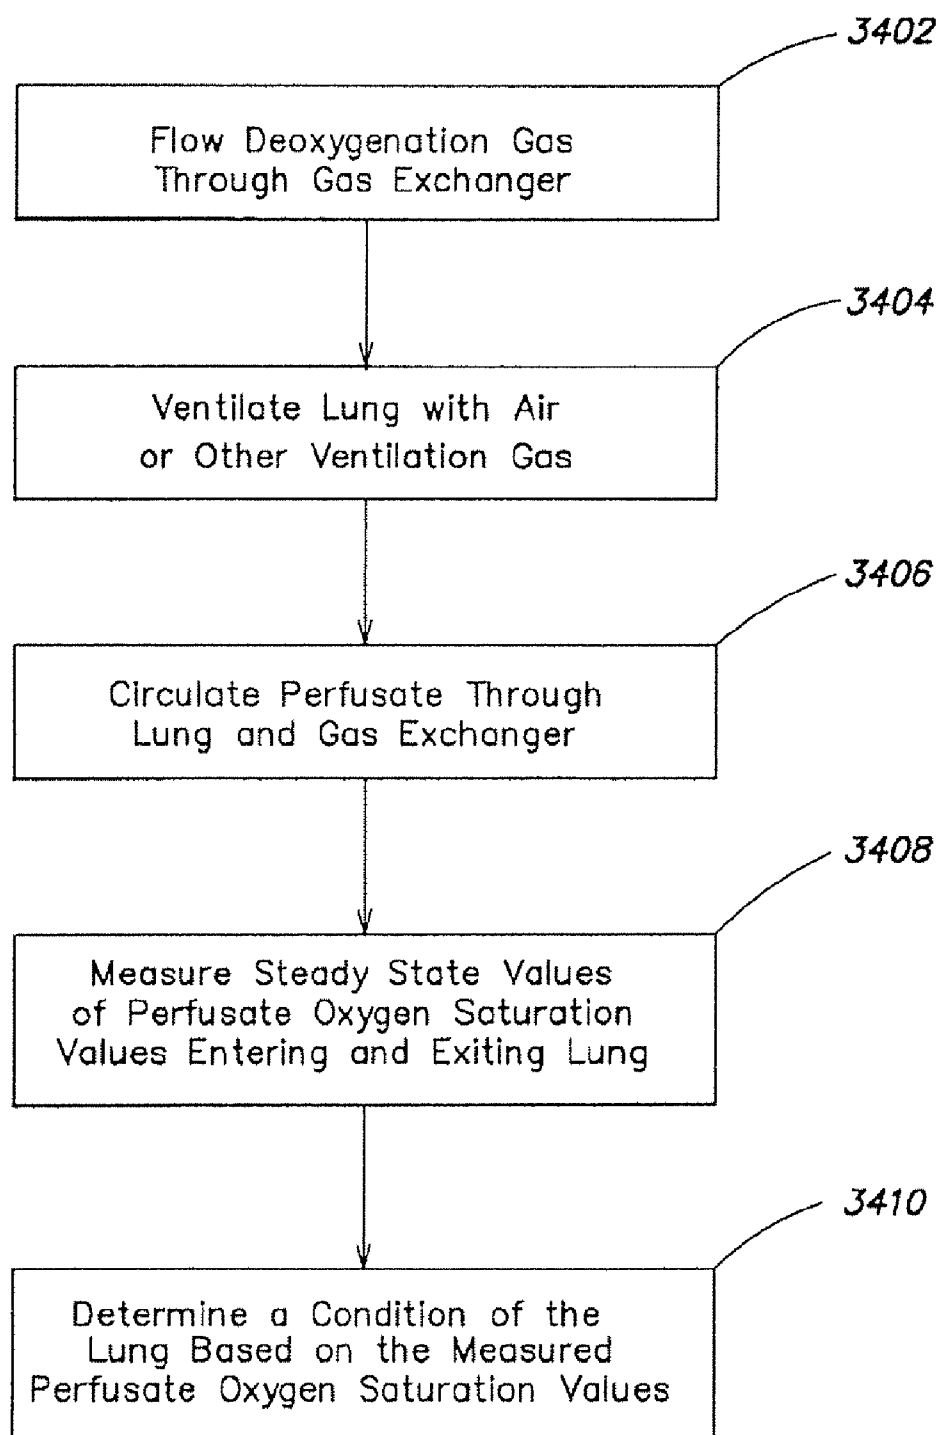 3402
Flow Deoxygenation Gas
Through Gas Exchanger
3404
Ventilate Lung with Air
or Other Ventilation Gas
3406
Circulate Perfusate Through
Lung and Gas Exchanger
3408
Measure Steady State Values
of Perfusate Oxygen Saturation
Values Entering and Exiting Lung
3410
Determine a Condition of the
Lung Based on the Measured
Perfusate Oxygen Saturation Values